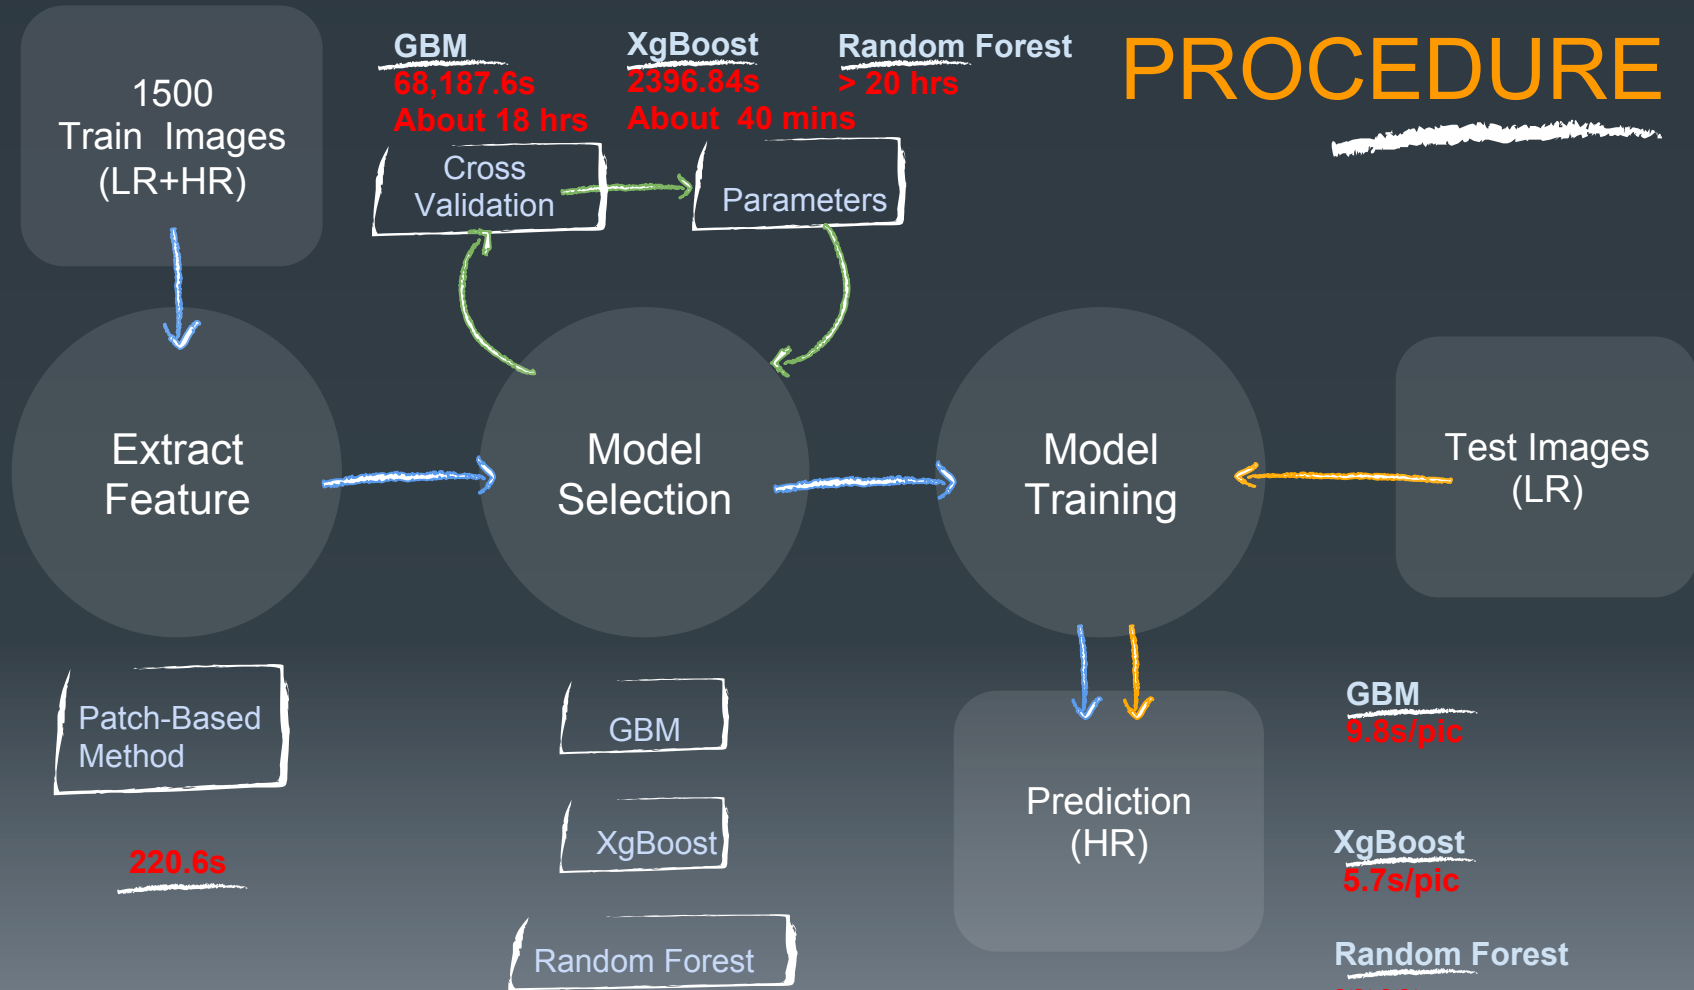 PROCEDURE
1500
Train Images
(LR+HR)
GBM
68,187.6s
About 18 hrs
XgBoost
2396.84s
About 40 mins
Random Forest
> 20 hrs
Cross
Validation
Parameters
Extract
Feature
Model
Selection
Model
Training
Test Images
(LR)
Patch-Based
Method
220.6s
GBM
XgBoost
Random Forest
Prediction
(HR)
GBM
9.8s/pic
XgBoost
5.7s/pic
Random Forest